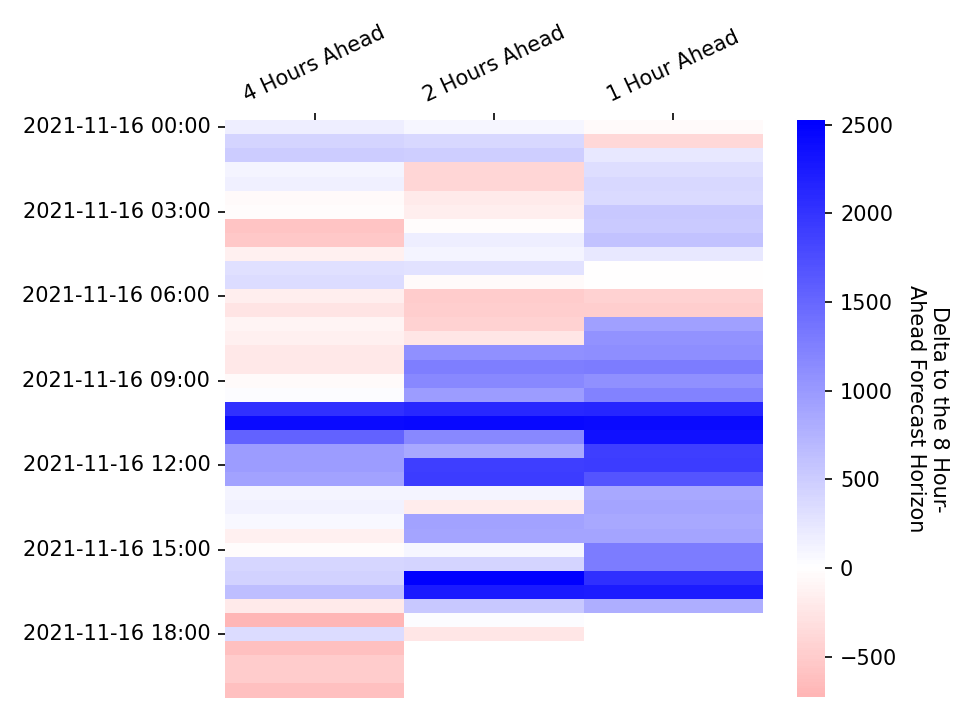 4 Hours Ahead
2 Hours Ahead
1 Hour Ahead
2021-11-16 00:00
2021-11-16 03:00
2021-11-16 06:00
2021-11-16 09:00
2021-11-16 12:00
2021-11-16 15:00
2021-11-16 18:00
2500
2000
1500
1000
500
0
−500
Delta to the 8 Hour-
Ahead Forecast Horizon